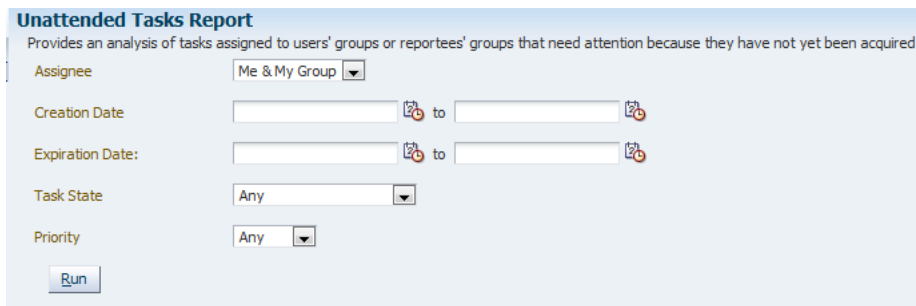 Unattended Tasks Report
Provides an analysis of tasks assigned to users' groups or reportees' groups that need attention because they have not yet been acquired
Assignee Me & My Group
Creation Date to
Expiration Date: to
Task State Any
Priority Any
Run